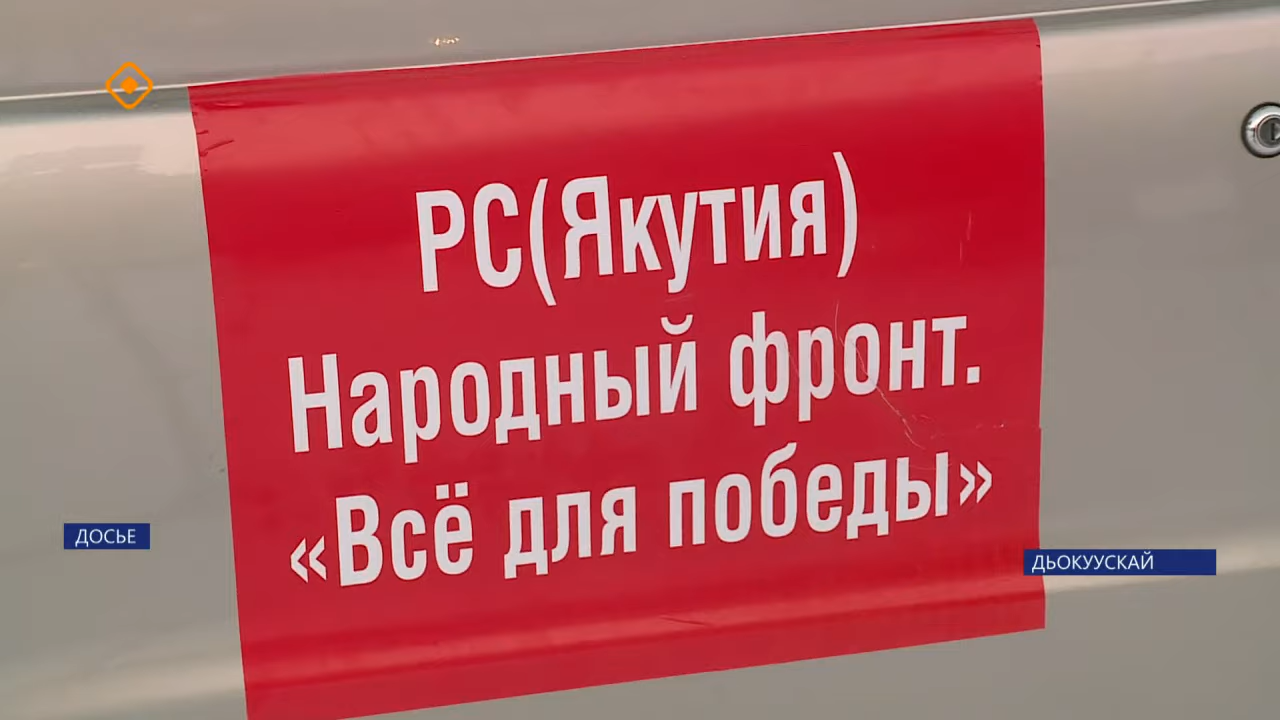 РС(Якутия)
Народный фронт.
«Всё для победы»
ДОСЬЕ
ДЬОКУУСКАЙ